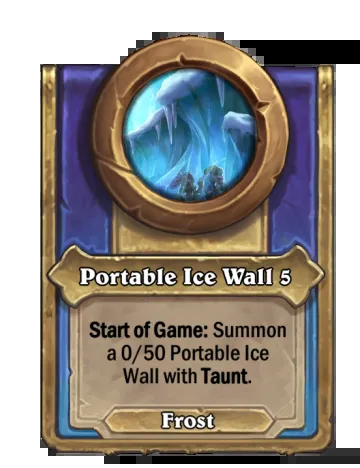 Portable Ice Wall 5
Start of Game: Summon
a 0/50 Portable Ice
Wall with Taunt.
Frost